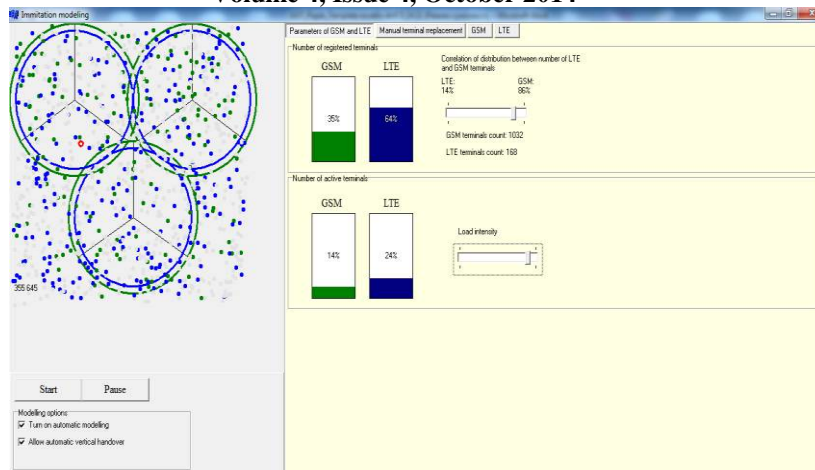 Volume 4, Issue 4, October 2014
Immitation modeling
Parameters of GSM and LTE Manual terminal replacement GSM LTE
Number of registered terminals
GSM LTE
35% 64%
Correlation of distribution between number of LTE
and GSM terminals
LTE: GSM:
14% 86%
GSM terminals count: 1032
LTE terminals count: 168
Number of active terminals
GSM LTE
14% 24%
Load intensity
355 645
Start Pause
Modelling options
Turn on automatic modelling
Allow automatic vertical handover